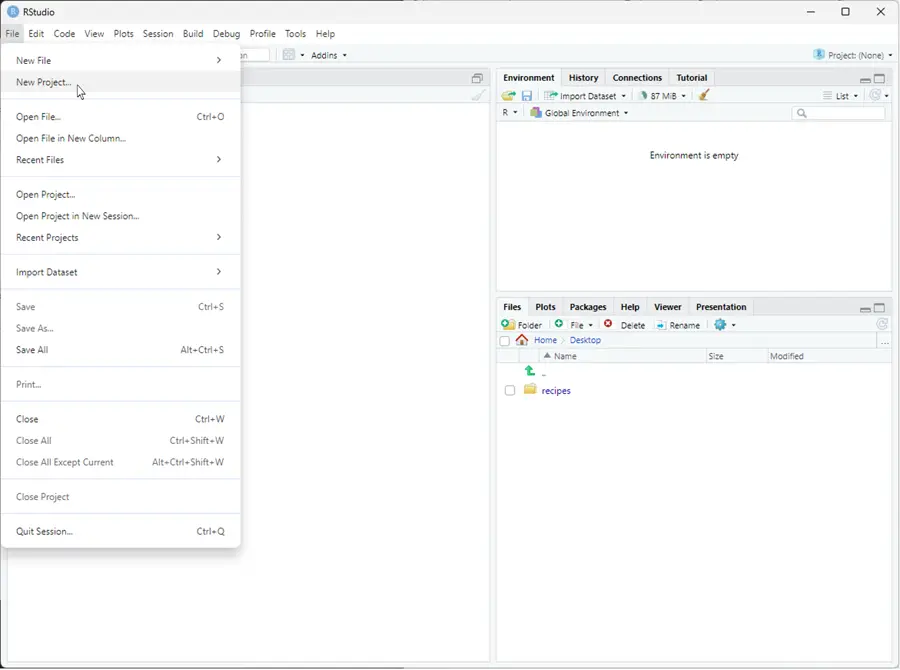 RStudio
File Edit Code View Plots Session Build Debug Profile Tools Help
Addins
Project: (None)
New File
New Project...
Open File... Ctrl+O
Open File in New Column...
Recent Files
Open Project...
Open Project in New Session...
Recent Projects
Import Dataset
Save Ctrl+S
Save As...
Save All Alt+Ctrl+S
Print...
Close Ctrl+W
Close All Ctrl+Shift+W
Close All Except Current Alt+Ctrl+Shift+W
Close Project
Quit Session... Ctrl+Q
Environment History Connections Tutorial
Import Dataset 87 MiB List
R Global Environment
Environment is empty
Files Plots Packages Help Viewer Presentation
Folder File Delete Rename
Home Desktop ...
Name Size Modified
..
recipes